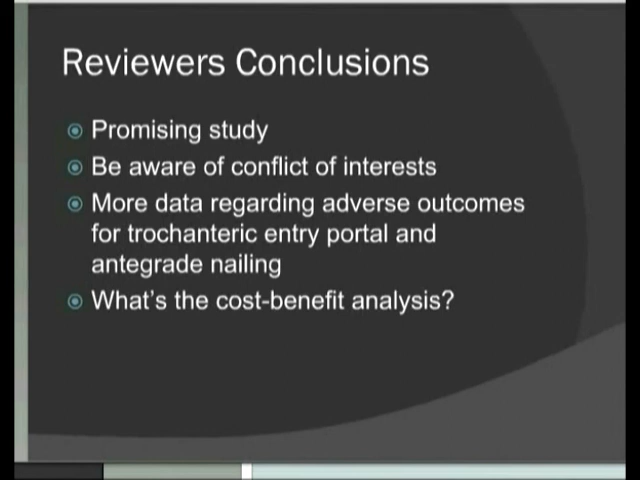 Reviewers Conclusions
Promising study
Be aware of conflict of interests
More data regarding adverse outcomes
for trochanteric entry portal and
antegrade nailing
What's the cost-benefit analysis?